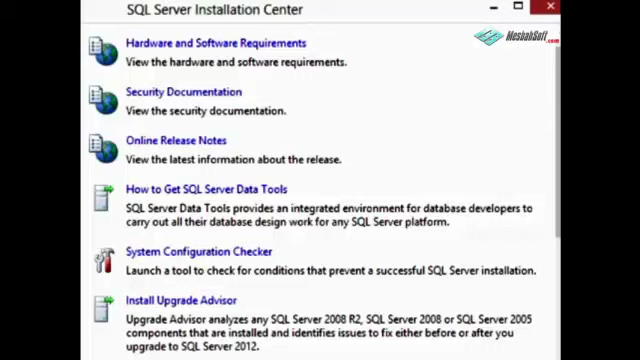 SQL Server Installation Center
MesbahSoft.com
Hardware and Software Requirements
View the hardware and software requirements.
Security Documentation
View the security documentation.
Online Release Notes
View the latest information about the release.
How to Get SQL Server Data Tools
SQL Server Data Tools provides an integrated environment for database developers to
carry out all their database design work for any SQL Server platform.
System Configuration Checker
Launch a tool to check for conditions that prevent a successful SQL Server installation.
Install Upgrade Advisor
Upgrade Advisor analyzes any SQL Server 2008 R2, SQL Server 2008 or SQL Server 2005
components that are installed and identifies issues to fix either before or after you
upgrade to SQL Server 2012.